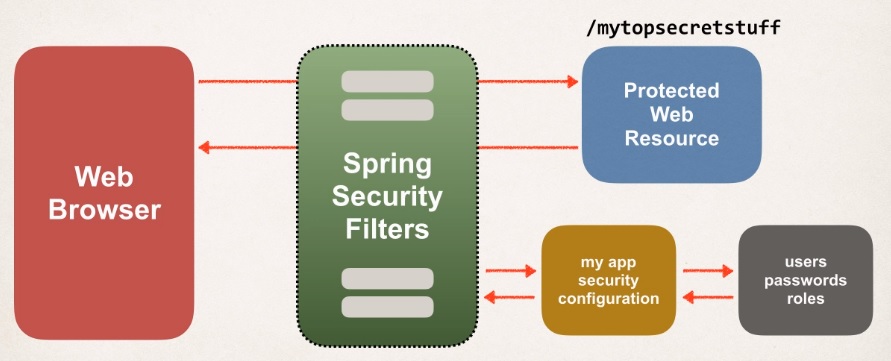 /mytopsecretstuff
Web
Browser
Spring
Security
Filters
Protected
Web
Resource
my app
security
configuration
users
passwords
roles